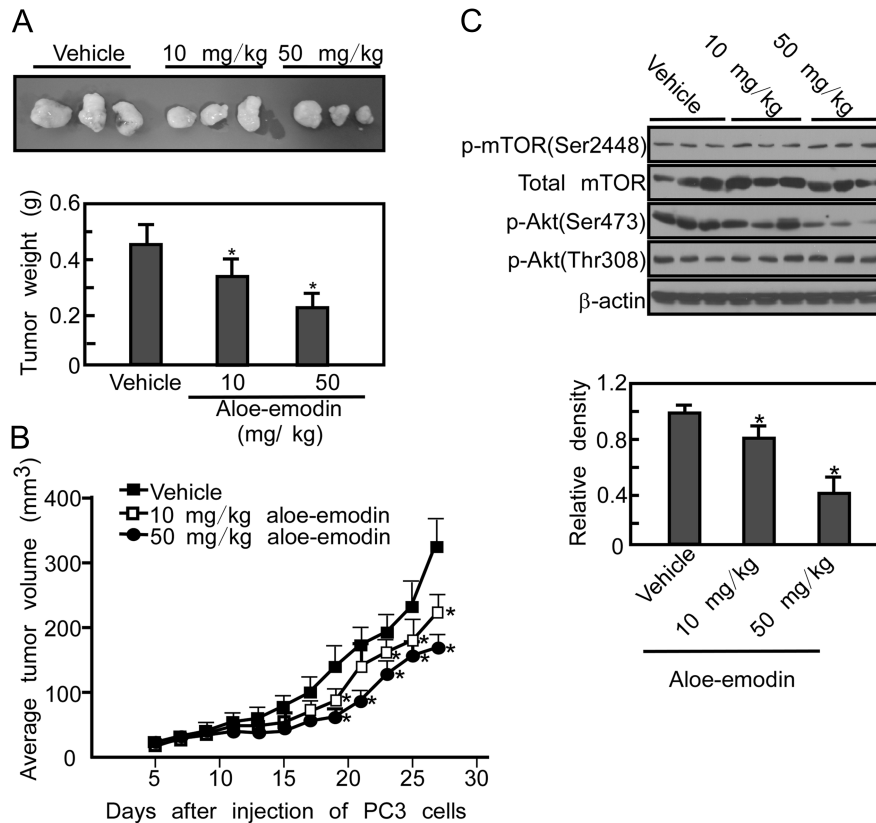 A
Vehicle 10 mg/kg 50 mg/kg
Tumor weight (g)
0.6
0.4
0.2
0
*
*
Vehicle 10 50
Aloe-emodin
(mg/ kg)
B
Average tumor volume (mm3)
400
300
200
100
0
Vehicle
10 mg/kg aloe-emodin
50 mg/kg aloe-emodin
*
*
*
*
*
*
*
*
*
5 10 15 20 25 30
Days after injection of PC3 cells
C
Vehicle
10 mg/kg
50 mg/kg
p-mTOR(Ser2448)
Total mTOR
p-Akt(Ser473)
p-Akt(Thr308)
β-actin
Relative density
1.2
0.8
0.4
0
*
*
Vehicle
10 mg/kg
50 mg/kg
Aloe-emodin